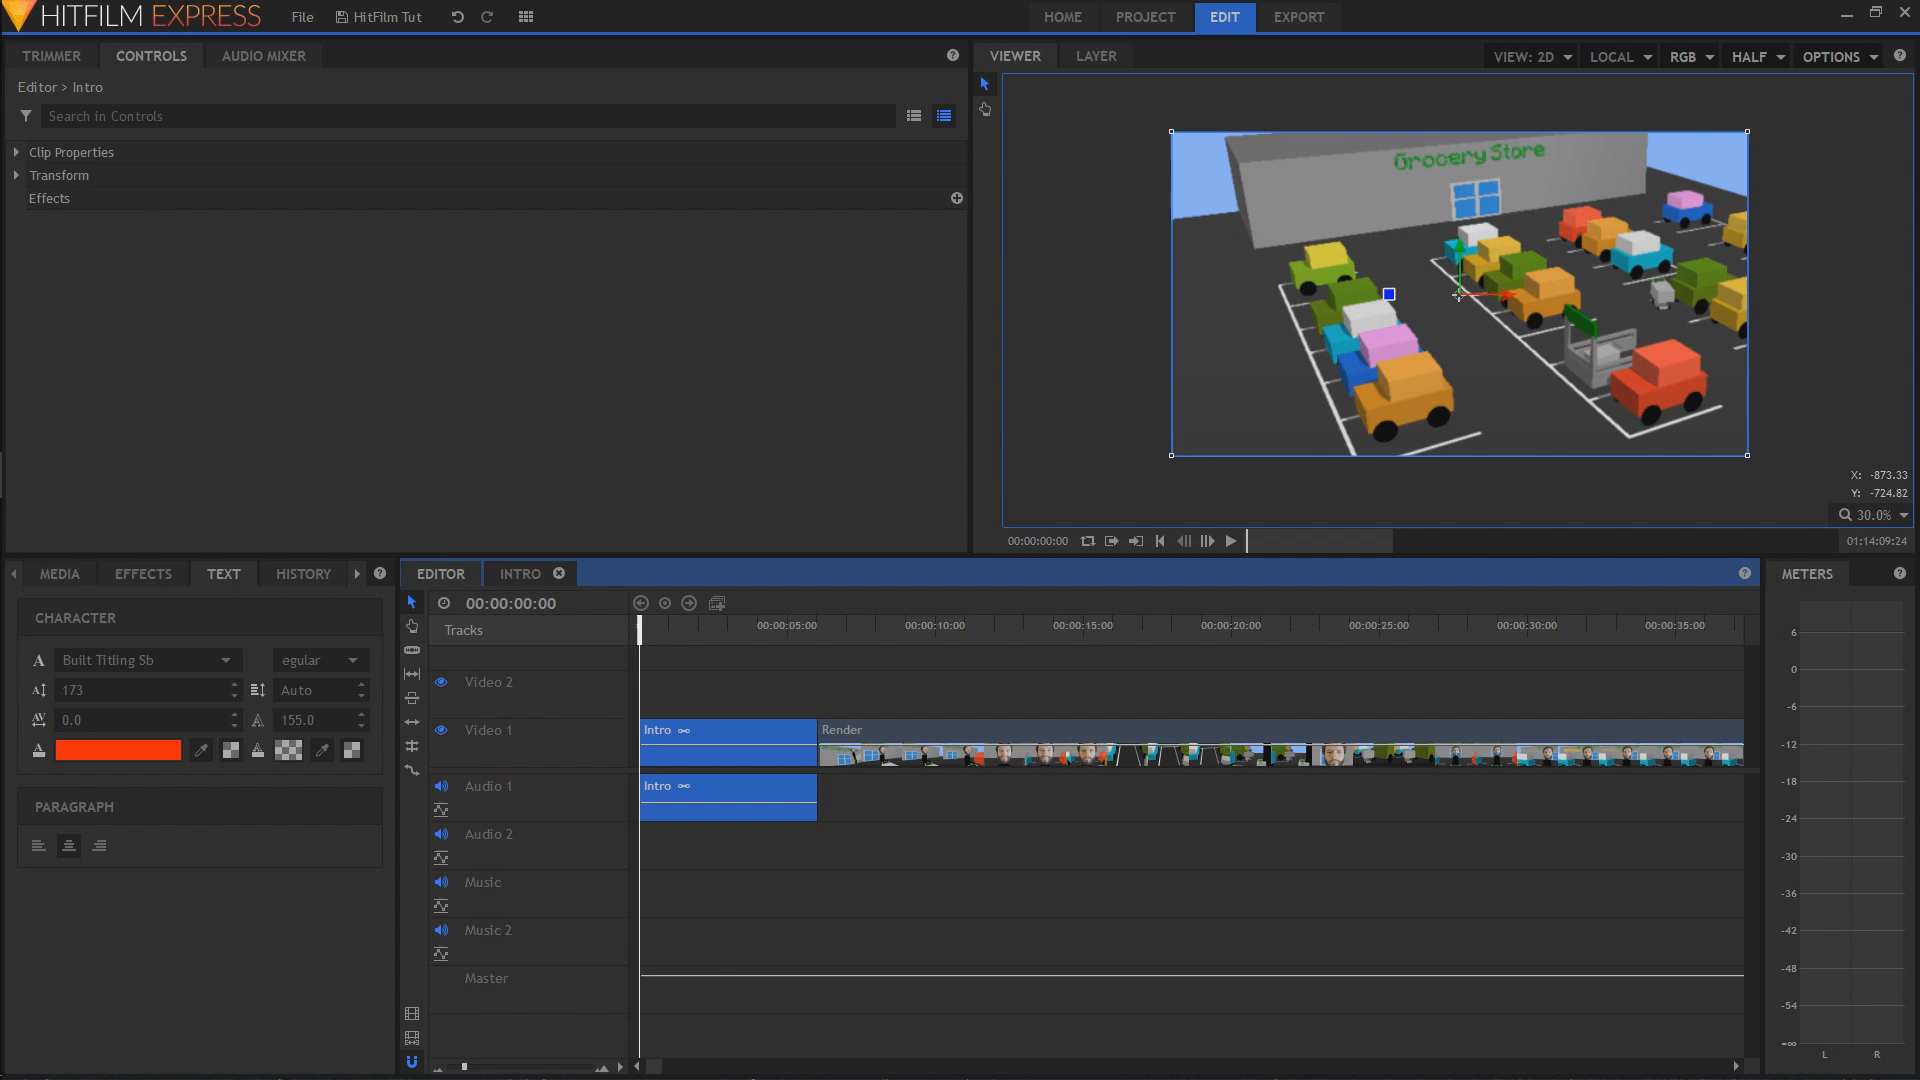 HITFILM EXPRESS
File
HitFilm Tut
HOME
PROJECT
EDIT
EXPORT
TRIMMER
CONTROLS
AUDIO MIXER
Editor > Intro
Search in Controls
Clip Properties
Transform
Effects
VIEWER
LAYER
VIEW: 2D
LOCAL
RGB
HALF
OPTIONS
Grocery Store
X: -873.33
Y: -724.82
30.0%
00:00:00:00
01:14:09:24
MEDIA
EFFECTS
TEXT
HISTORY
CHARACTER
Built Titling Sb
egular
173
Auto
0.0
155.0
PARAGRAPH
EDITOR
INTRO
00:00:00:00
Tracks
00:00:05:00
00:00:10:00
00:00:15:00
00:00:20:00
00:00:25:00
00:00:30:00
00:00:35:00
Video 2
Video 1
Intro
Render
Audio 1
Intro
Audio 2
Music
Music 2
Master
METERS
6
0
-6
-12
-18
-24
-30
-36
-42
-48
-54
-∞
L
R